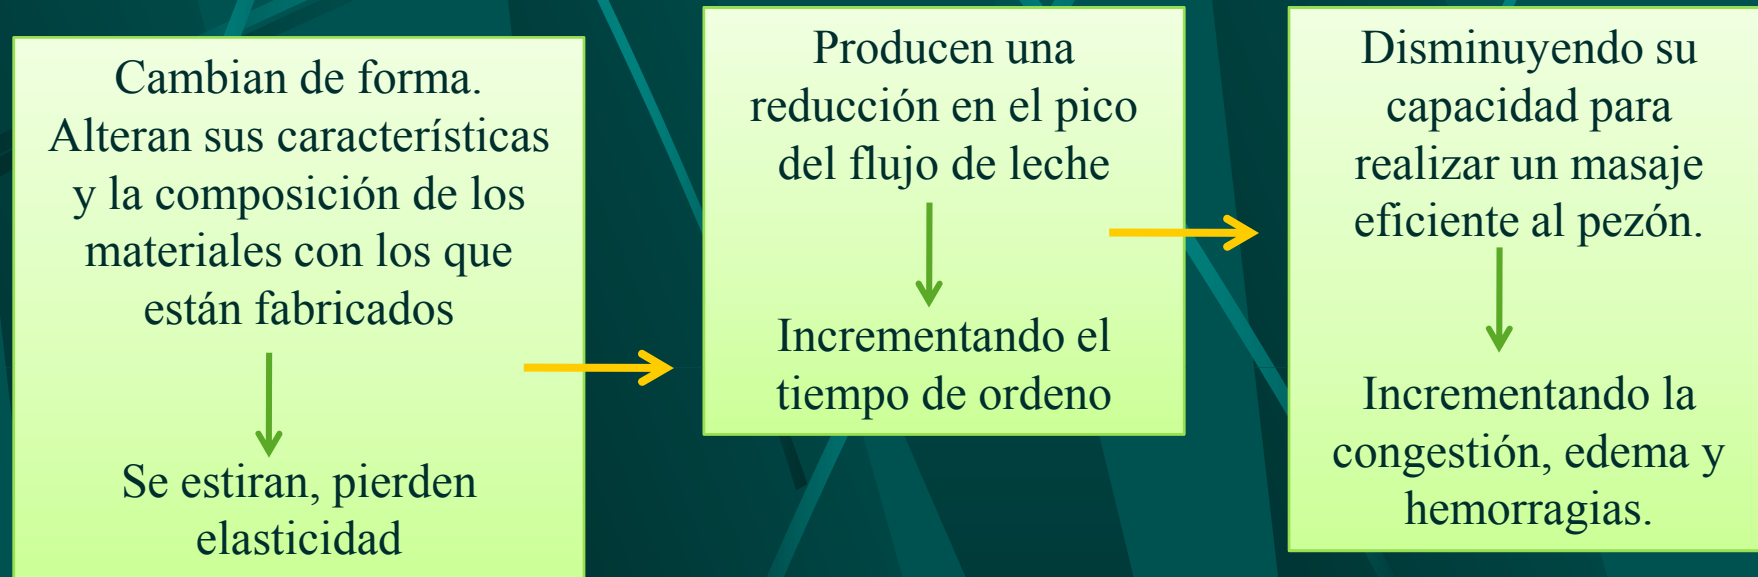 Cambian de forma.
Alteran sus características
y la composición de los
materiales con los que
están fabricados
Se estiran, pierden
elasticidad
Producen una
reducción en el pico
del flujo de leche
Incrementando el
tiempo de ordeno
Disminuyendo su
capacidad para
realizar un masaje
eficiente al pezón.
Incrementando la
congestión, edema y
hemorragias.